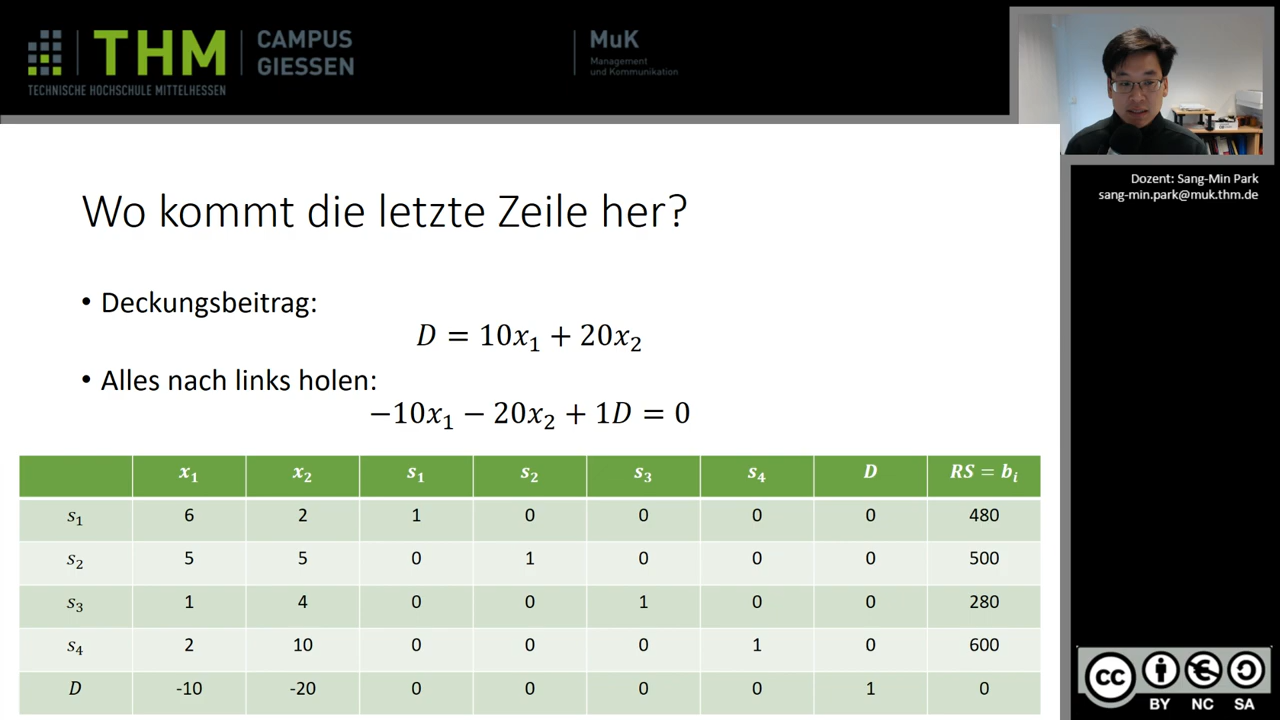 THM CAMPUS GIESSEN
TECHNISCHE HOCHSCHULE MITTELHESSEN
MuK
Management
und Kommunikation
Dozent: Sang-Min Park
sang-min.park@muk.thm.de
Wo kommt die letzte Zeile her?
• Deckungsbeitrag:
D = 10x₁ + 20x₂
• Alles nach links holen:
−10x₁ − 20x₂ + 1D = 0
x₁ x₂ s₁ s₂ s₃ s₄ D RS = bᵢ
s₁ 6 2 1 0 0 0 0 480
s₂ 5 5 0 1 0 0 0 500
s₃ 1 4 0 0 1 0 0 280
s₄ 2 10 0 0 0 1 0 600
D -10 -20 0 0 0 0 1 0
cc
BY NC SA